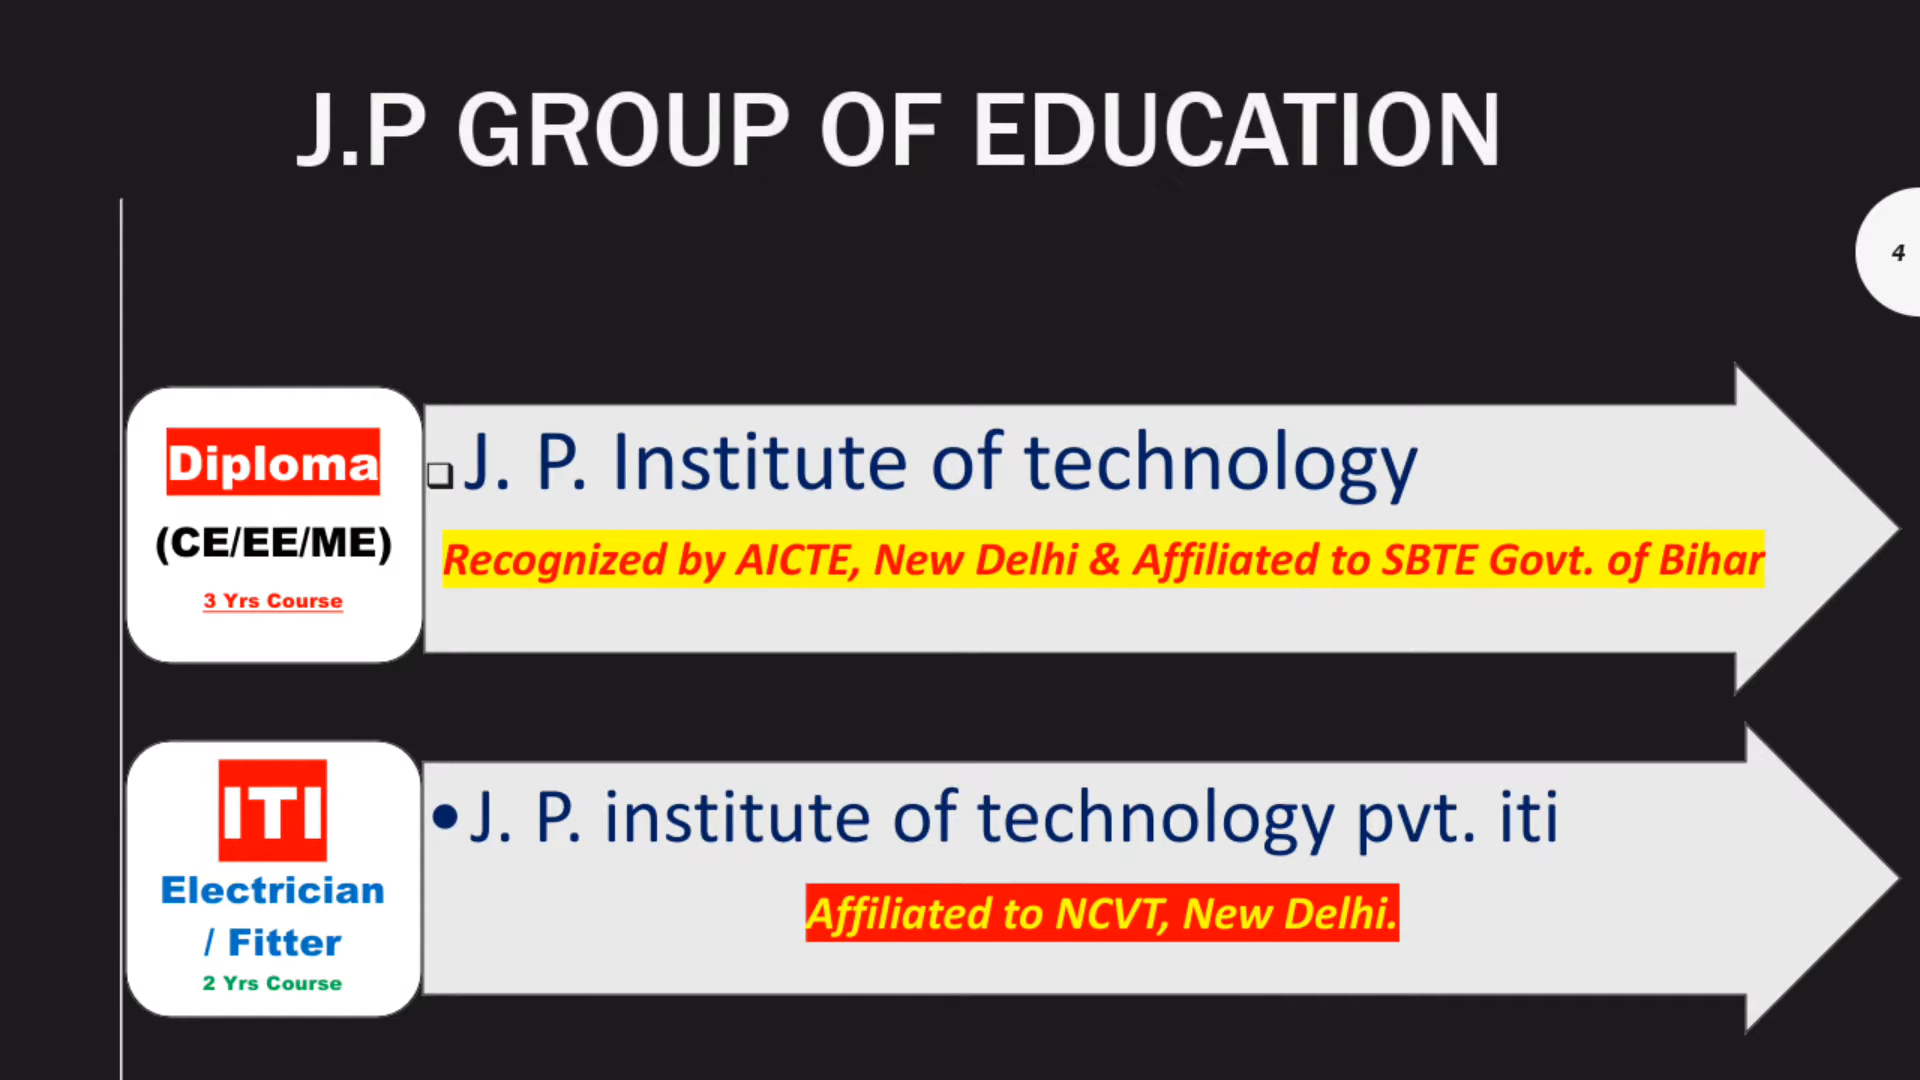 J.P GROUP OF EDUCATION
4
Diploma
(CE/EE/ME)
3 Yrs Course
❑J. P. Institute of technology
Recognized by AICTE, New Delhi & Affiliated to SBTE Govt. of Bihar
ITI
Electrician
/ Fitter
2 Yrs Course
•J. P. institute of technology pvt. iti
Affiliated to NCVT, New Delhi.